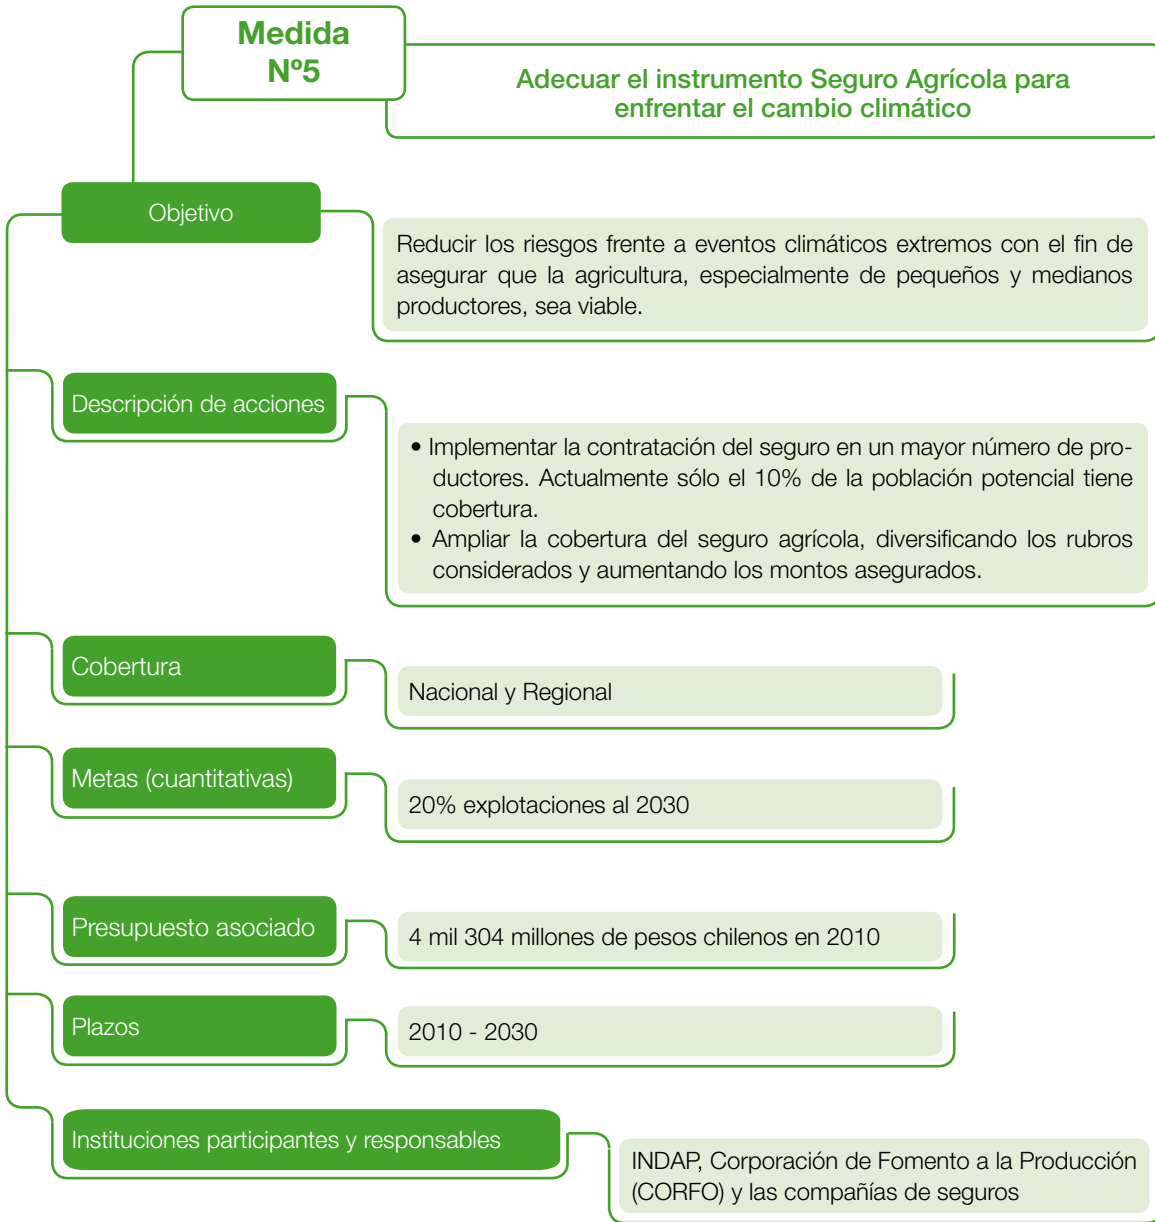 Medida
Nº5
Adecuar el instrumento Seguro Agrícola para
enfrentar el cambio climático
Objetivo
Reducir los riesgos frente a eventos climáticos extremos con el fin de
asegurar que la agricultura, especialmente de pequeños y medianos
productores, sea viable.
Descripción de acciones
• Implementar la contratación del seguro en un mayor número de pro-
ductores. Actualmente sólo el 10% de la población potencial tiene
cobertura.
• Ampliar la cobertura del seguro agrícola, diversificando los rubros
considerados y aumentando los montos asegurados.
Cobertura
Nacional y Regional
Metas (cuantitativas)
20% explotaciones al 2030
Presupuesto asociado
4 mil 304 millones de pesos chilenos en 2010
Plazos
2010 - 2030
Instituciones participantes y responsables
INDAP, Corporación de Fomento a la Producción
(CORFO) y las compañías de seguros